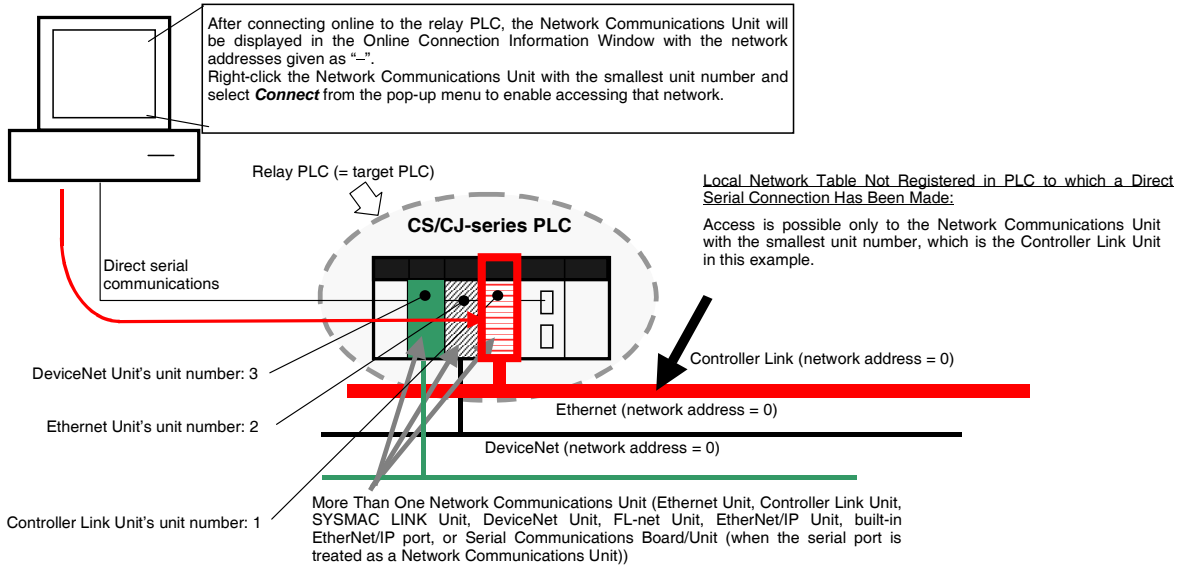 After connecting online to the relay PLC, the Network Communications Unit will
be displayed in the Online Connection Information Window with the network
addresses given as “–”.
Right-click the Network Communications Unit with the smallest unit number and
select Connect from the pop-up menu to enable accessing that network.
Relay PLC (= target PLC)
Local Network Table Not Registered in PLC to which a Direct
Serial Connection Has Been Made:
Access is possible only to the Network Communications Unit
with the smallest unit number, which is the Controller Link Unit
in this example.
CS/CJ-series PLC
Direct serial
communications
Controller Link (network address = 0)
DeviceNet Unit’s unit number: 3
Ethernet (network address = 0)
Ethernet Unit’s unit number: 2
DeviceNet (network address = 0)
Controller Link Unit’s unit number: 1
More Than One Network Communications Unit (Ethernet Unit, Controller Link Unit,
SYSMAC LINK Unit, DeviceNet Unit, FL-net Unit, EtherNet/IP Unit, built-in
EtherNet/IP port, or Serial Communications Board/Unit (when the serial port is
treated as a Network Communications Unit))